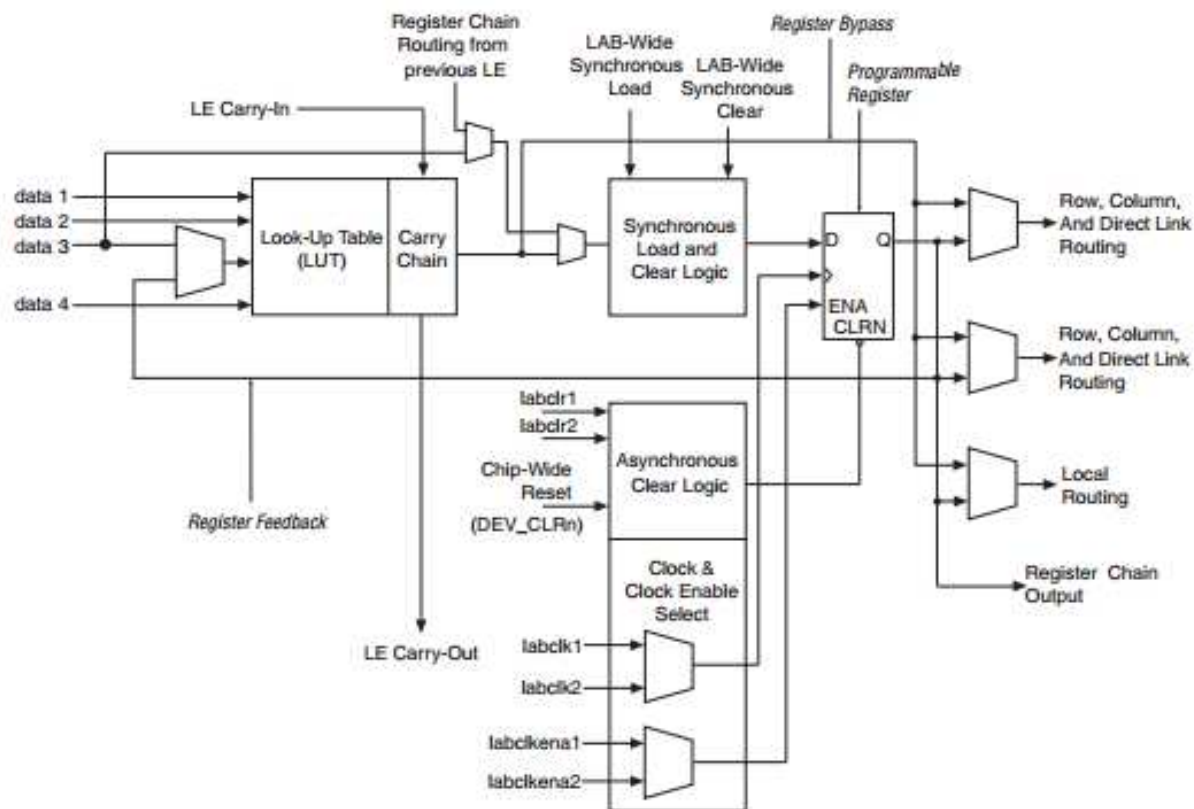 Register Chain
Routing from
previous LE
LAB-Wide
Synchronous
Load
LAB-Wide
Synchronous
Clear
Register Bypass
Programmable
Register
LE Carry-In
data 1
data 2
data 3
data 4
Look-Up Table
(LUT)
Carry
Chain
Synchronous
Load and
Clear Logic
D
Q
ENA
CLRN
Row, Column,
And Direct Link
Routing
Row, Column,
And Direct Link
Routing
Local
Routing
Register Chain
Output
labclr1
labclr2
Chip-Wide
Reset
(DEV_CLRn)
Asynchronous
Clear Logic
Register Feedback
Clock &
Clock Enable
Select
LE Carry-Out
labclk1
labclk2
labclkena1
labclkena2